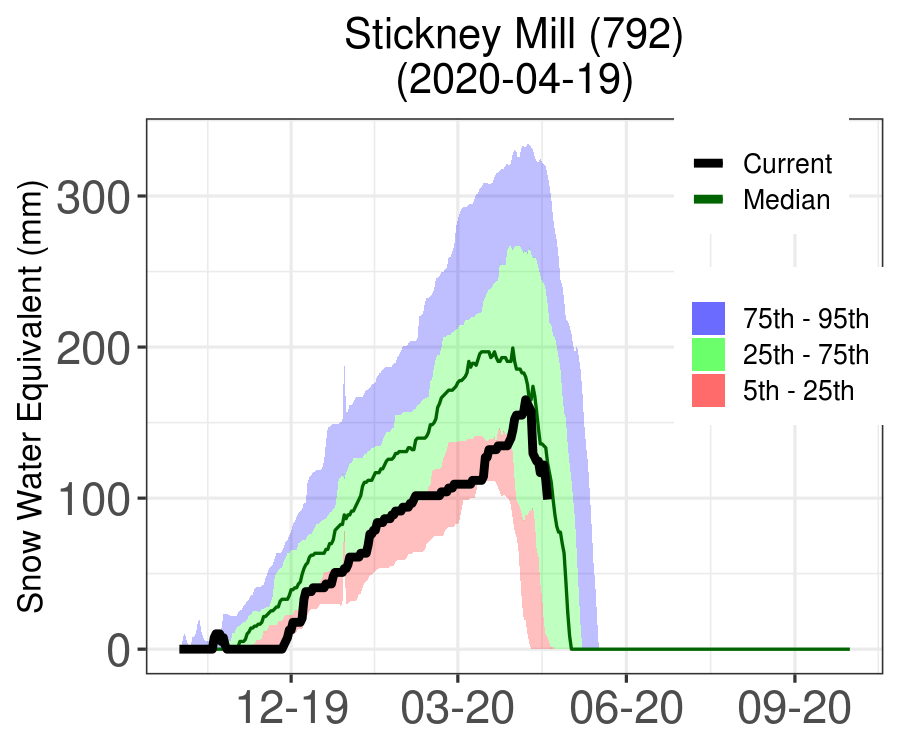 Stickney Mill (792)
(2020-04-19)
Snow Water Equivalent (mm)
300
200
100
0
12-19
03-20
06-20
09-20
Current
Median
75th - 95th
25th - 75th
5th - 25th